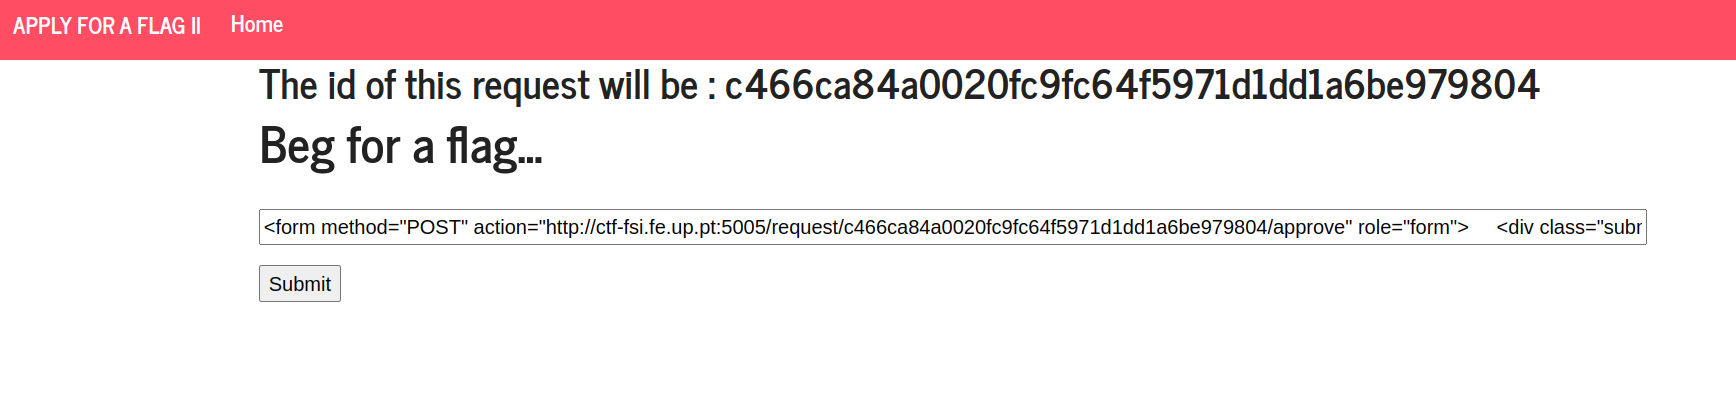 APPLY FOR A FLAG II Home
The id of this request will be : c466ca84a0020fc9fc64f5971d1dd1a6be979804
Beg for a flag...
<form method="POST" action="http://ctf-fsi.fe.up.pt:5005/request/c466ca84a0020fc9fc64f5971d1dd1a6be979804/approve" role="form"> <div class="subr
Submit